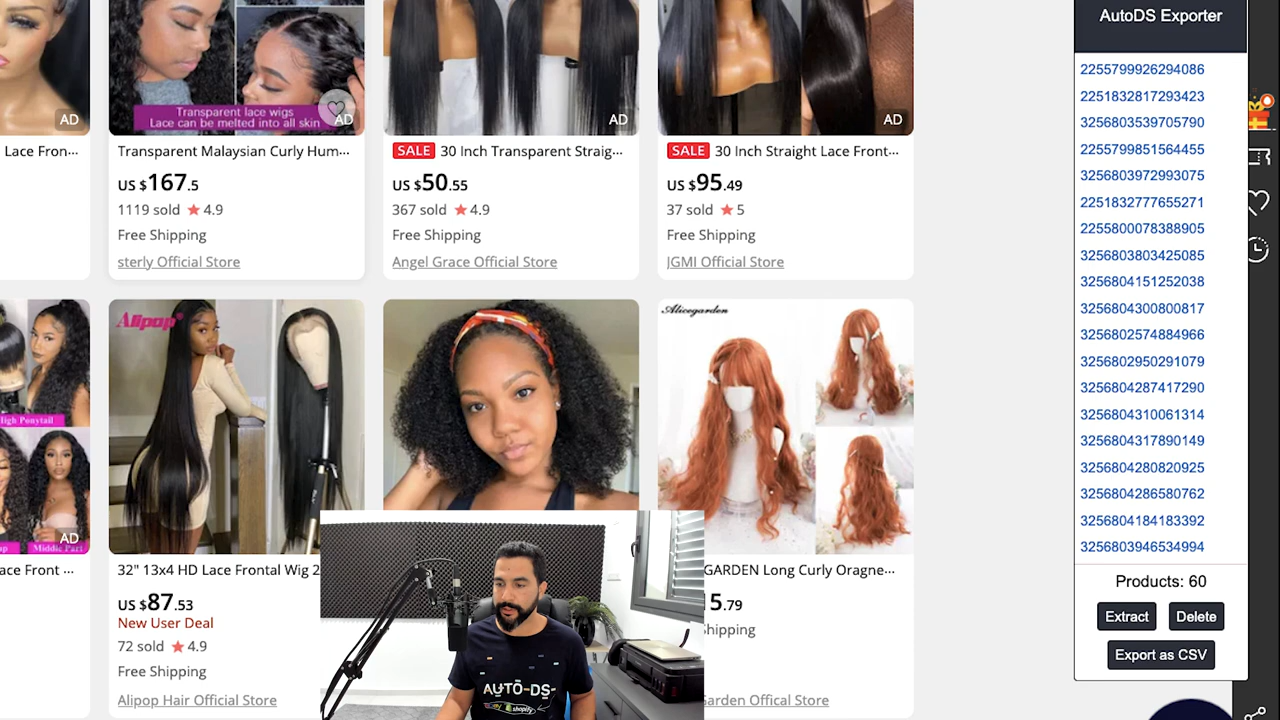 AD
Lace Fron...
Transparent lace wigs
Lace can be melted into all skin
AD
Transparent Malaysian Curly Hum...
US $167.5
1119 sold ★ 4.9
Free Shipping
sterly Official Store
AD
SALE 30 Inch Transparent Straig...
US $50.55
367 sold ★ 4.9
Free Shipping
Angel Grace Official Store
AD
SALE 30 Inch Straight Lace Front...
US $95.49
37 sold ★ 5
Free Shipping
JGMI Official Store
High Ponytail
Middle Part
AD
ace Front ...
Alipop
32" 13x4 HD Lace Frontal Wig 2
US $87.53
New User Deal
72 sold ★ 4.9
Free Shipping
Alipop Hair Official Store
Alicegarden
GARDEN Long Curly Oragne...
5.79
Shipping
Garden Offical Store
AUTO-DS
shopify
AutoDS Exporter
2255799926294086
2251832817293423
3256803539705790
2255799851564455
3256803972993075
2251832777655271
2255800078388905
3256803803425085
3256804151252038
3256804300800817
3256802574884966
3256802950291079
3256804287417290
3256804310061314
3256804317890149
3256804280820925
3256804286580762
3256804184183392
3256803946534994
Products: 60
Extract
Delete
Export as CSV